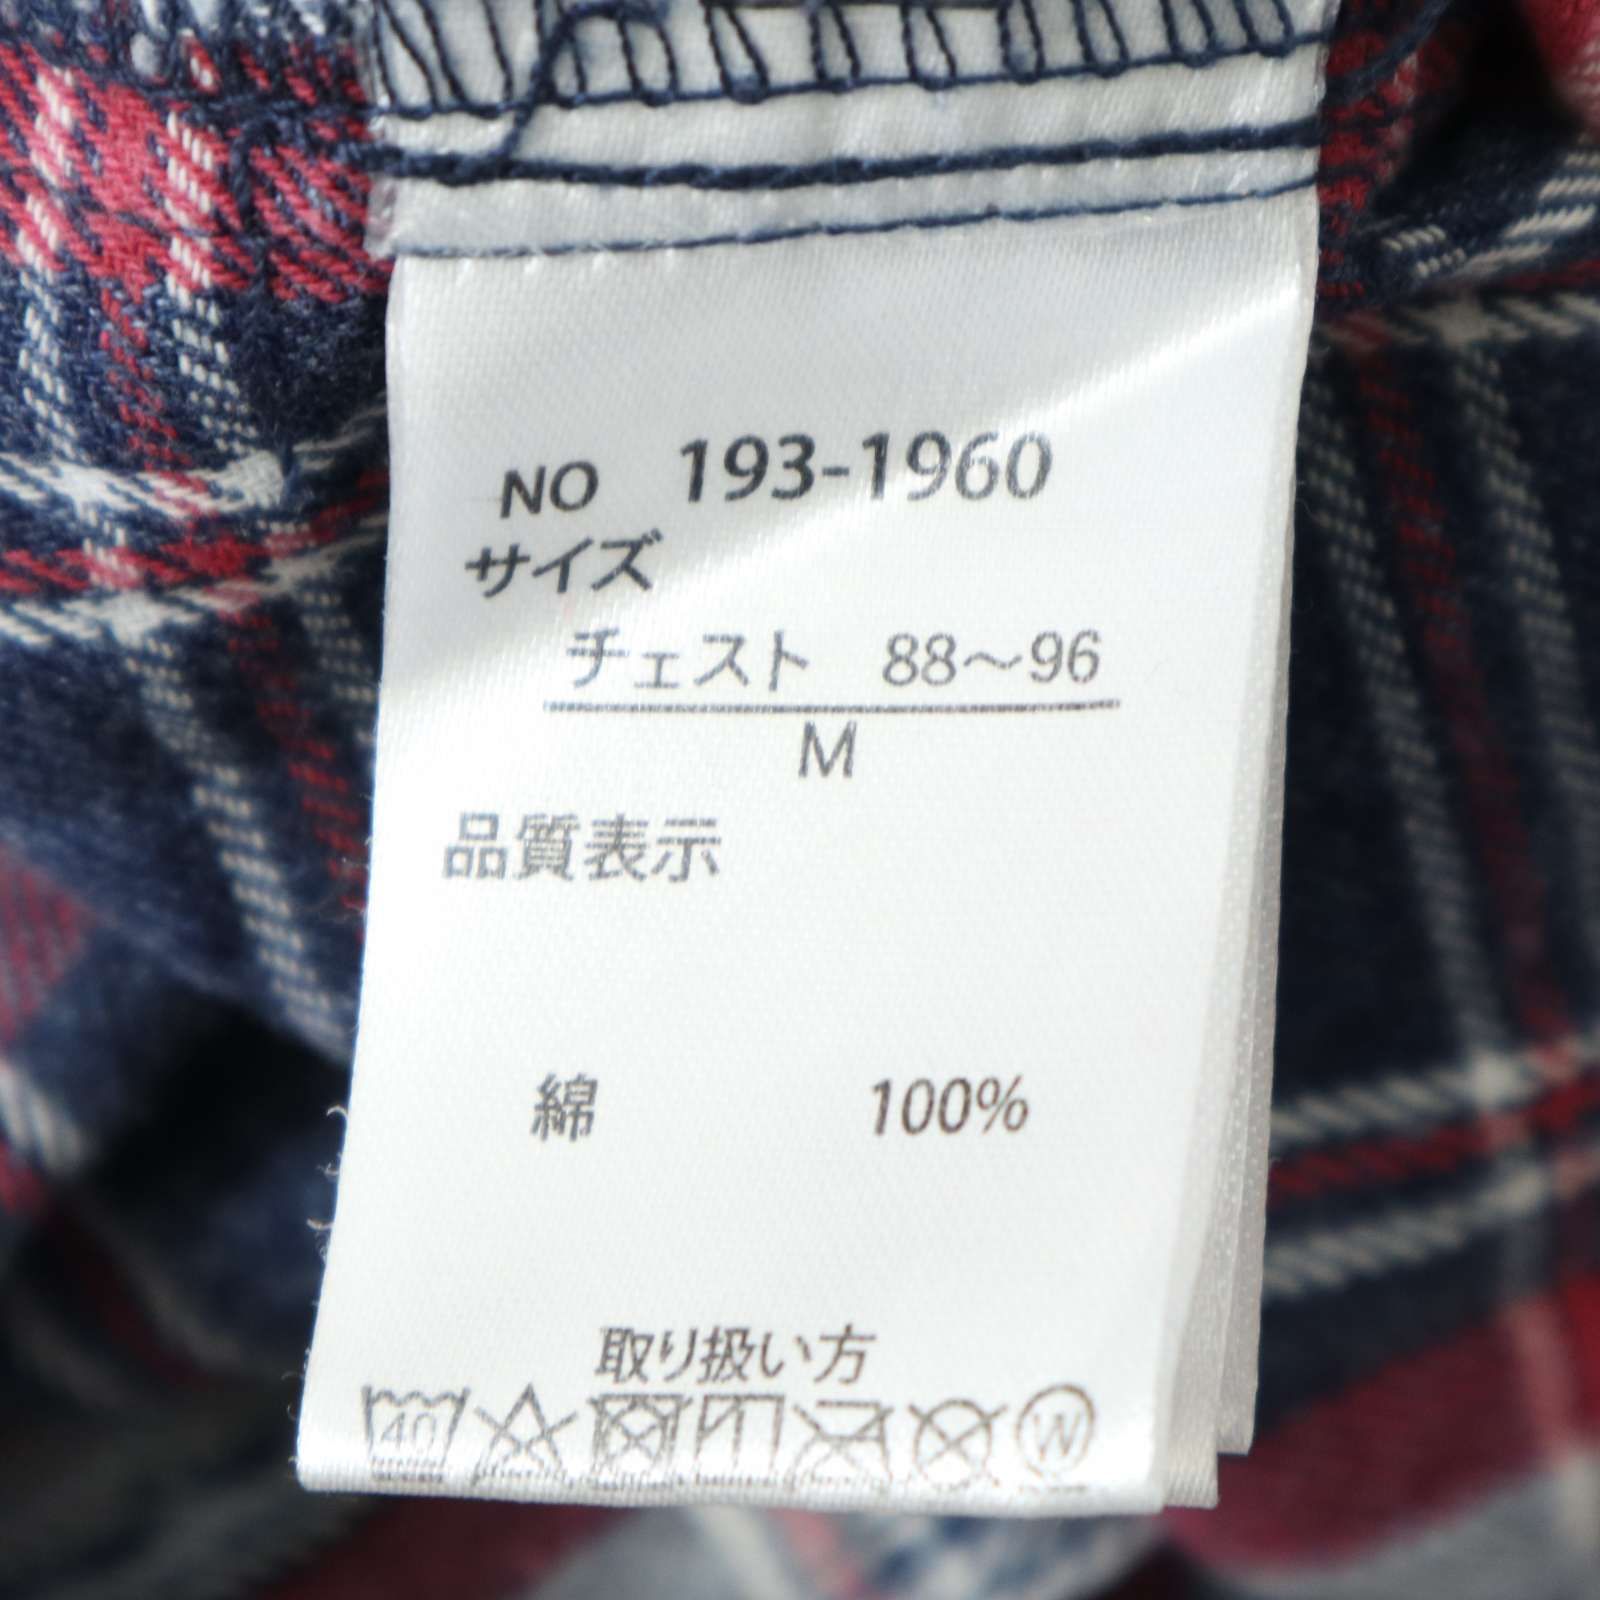 NO 193-1960
サイズ
チェスト 88～96
M
品質表示
綿 100%
取り扱い方
40
W